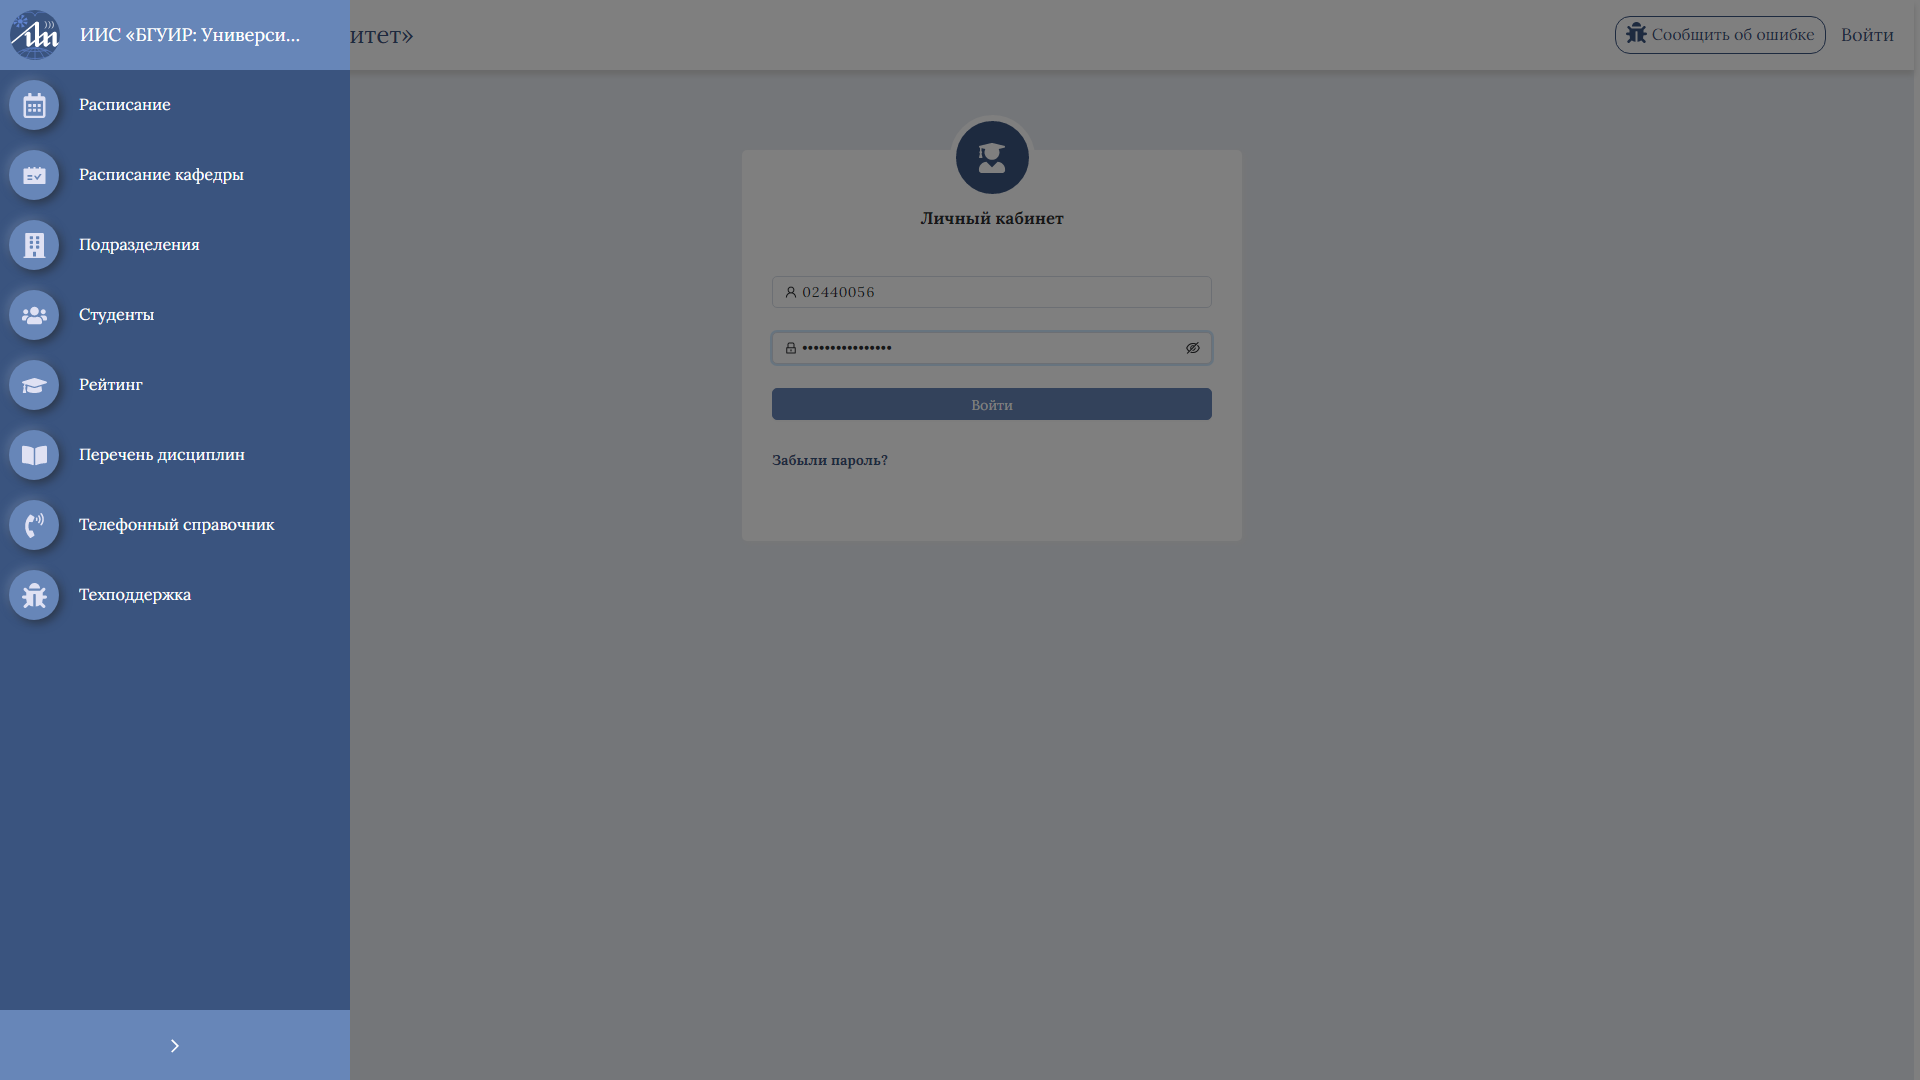 ИИС «БГУИР: Универси...
итет»
Сообщить об ошибке
Войти
Расписание
Расписание кафедры
Подразделения
Студенты
Рейтинг
Перечень дисциплин
Телефонный справочник
Техподдержка
Личный кабинет
02440056
••••••••••••••••
Войти
Забыли пароль?